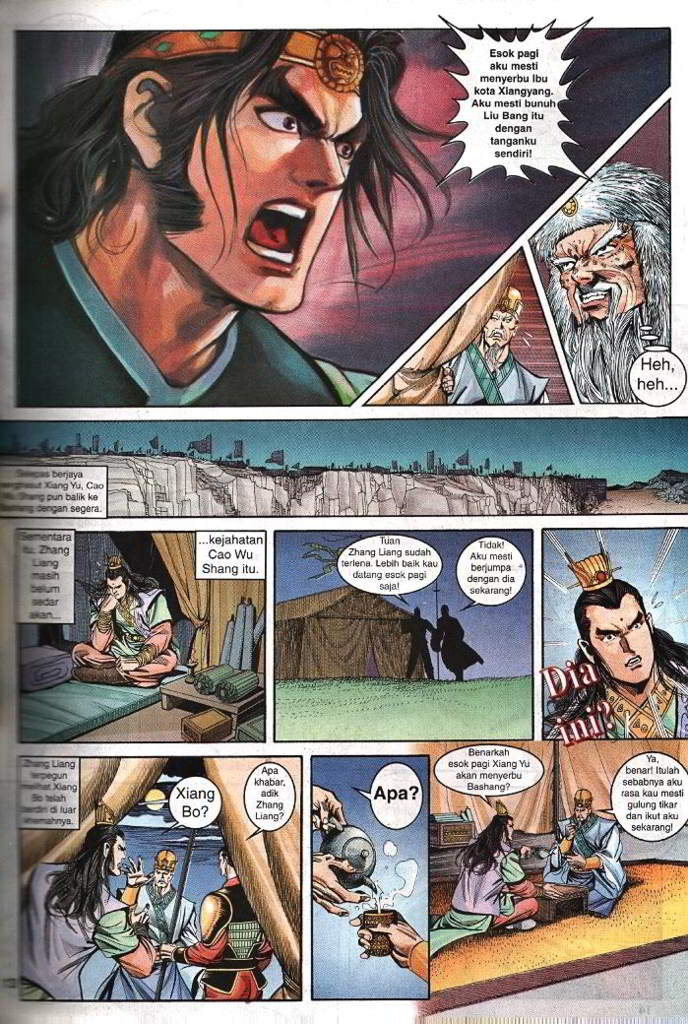 Esok pagi
aku mesti
menyerbu Ibu
kota Xiangyang.
Aku mesti bunuh
Liu Bang itu
dengan
tanganku
sendiri!
Heh,
heh...
berjaya
Xiang Yu, Cao
Shang pun balik ke
dengan segera.
Sementara
itu, Zhang
Liang
masih
belum
sedar
akan...
...kejahatan
Cao Wu
Shang itu.
Tuan
Zhang Liang sudah
terlena. Lebih baik kau
datang esok pagi
saja!
Tidak!
Aku mesti
berjumpa
dengan dia
sekarang!
Dia
ini?
Zhang Liang
terpegun
melihat Xiang
Bo telah
berdiri di luar
khemahnya.
Xiang
Bo?
Apa
khabar,
adik
Zhang
Liang?
Apa?
Benarkah
esok pagi Xiang Yu
akan menyerbu
Bashang?
Ya,
benar! Itulah
sebabnya aku
rasa kau mesti
gulung tikar
dan ikut aku
sekarang!